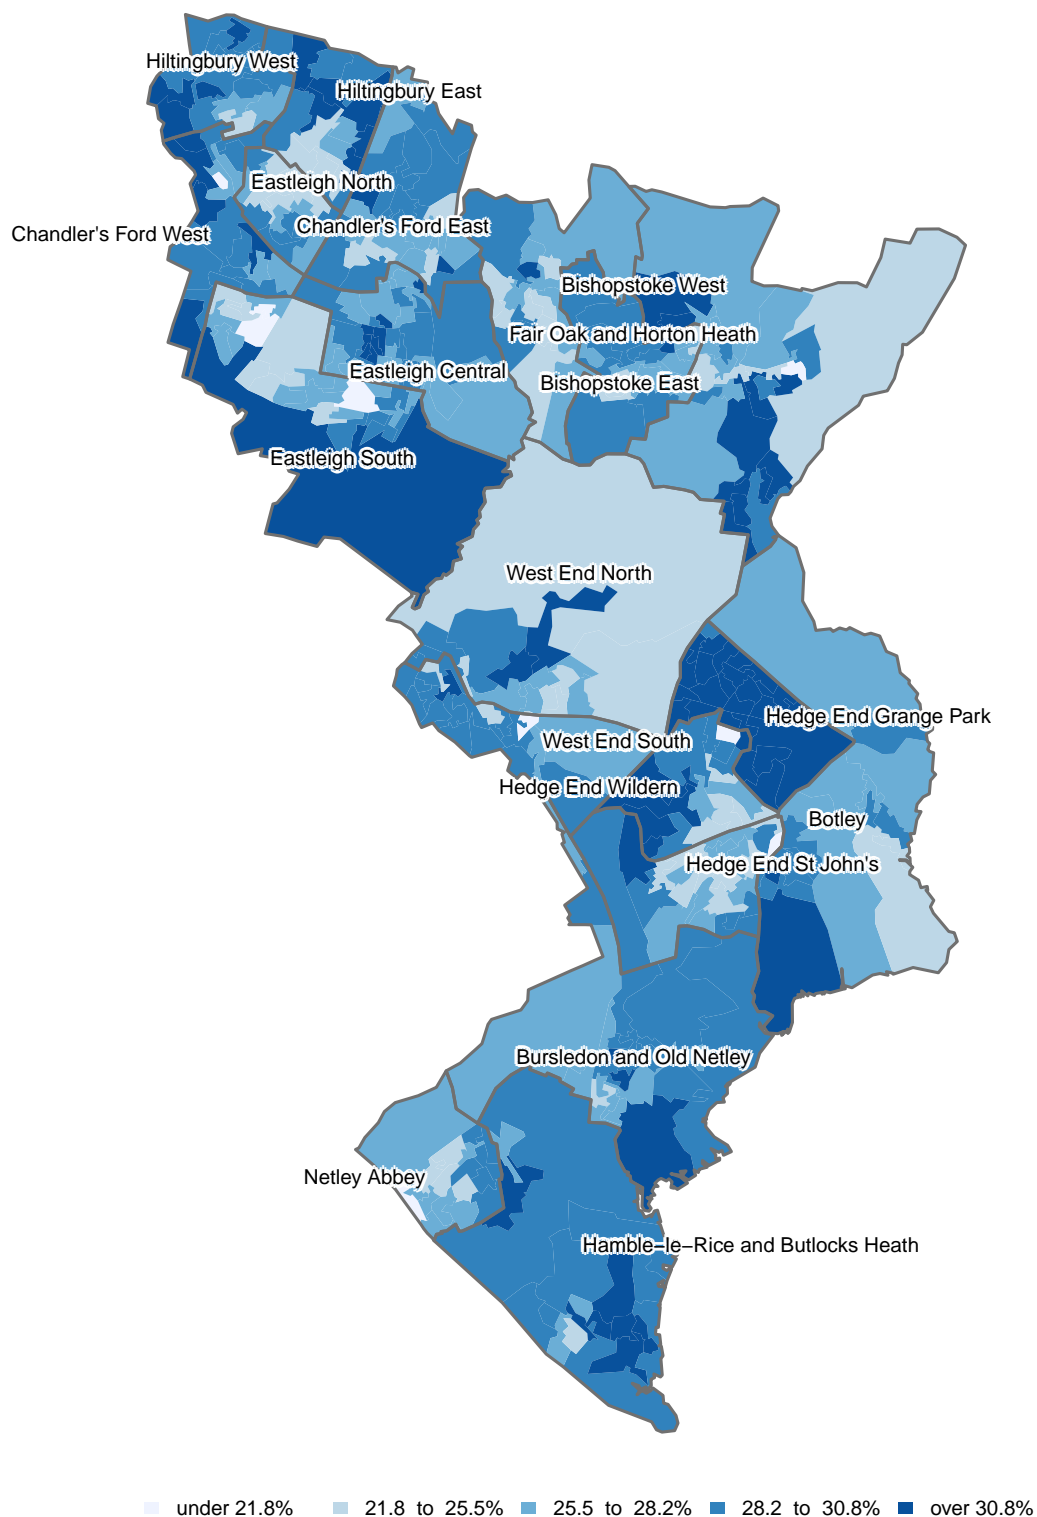 Hiltingbury West
Hiltingbury East
Eastleigh North
Chandler's Ford East
Chandler's Ford West
Bishopstoke West
Fair Oak and Horton Heath
Eastleigh Central
Bishopstoke East
Eastleigh South
West End North
Hedge End Grange Park
West End South
Hedge End Wildern
Botley
Hedge End St John's
Bursledon and Old Netley
Netley Abbey
Hamble−le−Rice and Butlocks Heath
under 21.8% 21.8 to 25.5% 25.5 to 28.2% 28.2 to 30.8% over 30.8%